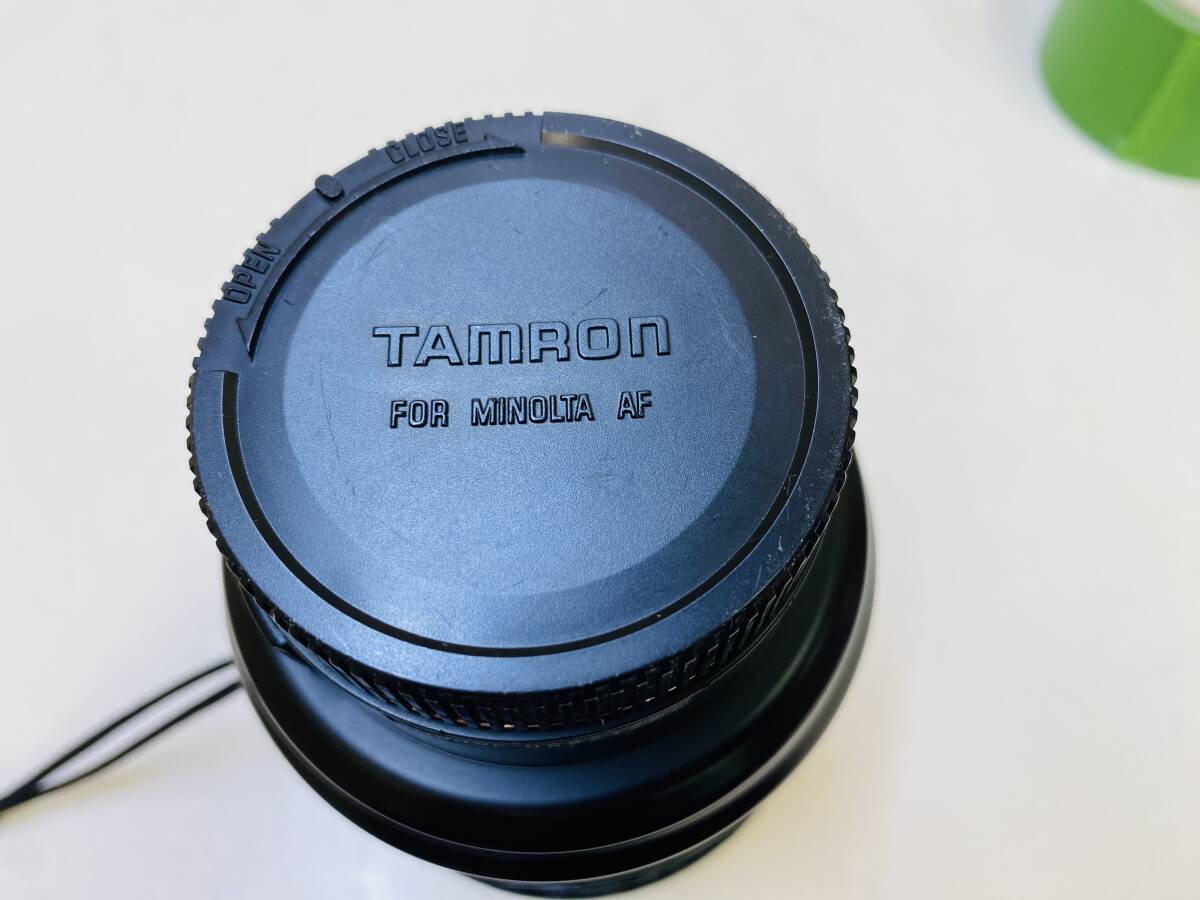 CLOSE
OPEN
TAMRON
FOR MINOLTA AF